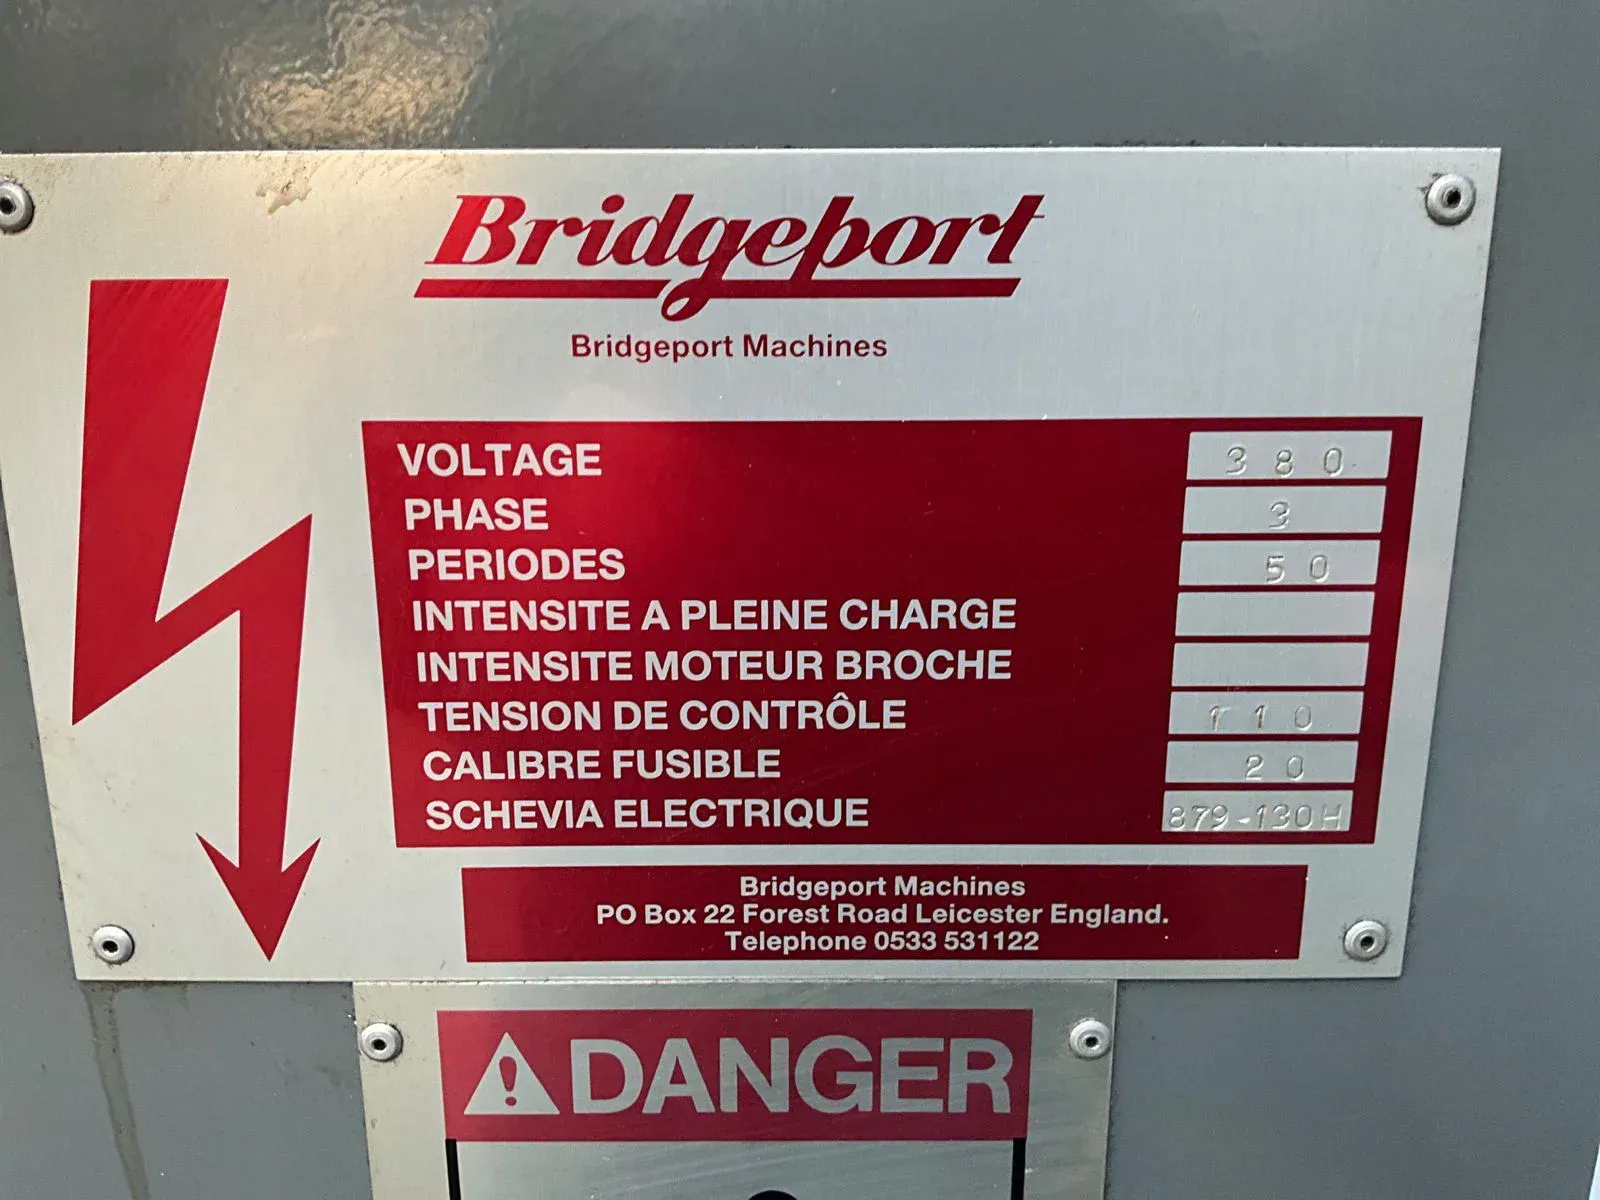 Bridgeport
Bridgeport Machines
VOLTAGE 380
PHASE 3
PERIODES 50
INTENSITE A PLEINE CHARGE
INTENSITE MOTEUR BROCHE
TENSION DE CONTRÔLE 110
CALIBRE FUSIBLE 20
SCHEVIA ELECTRIQUE 879-130H
Bridgeport Machines
PO Box 22 Forest Road Leicester England.
Telephone 0533 531122
DANGER